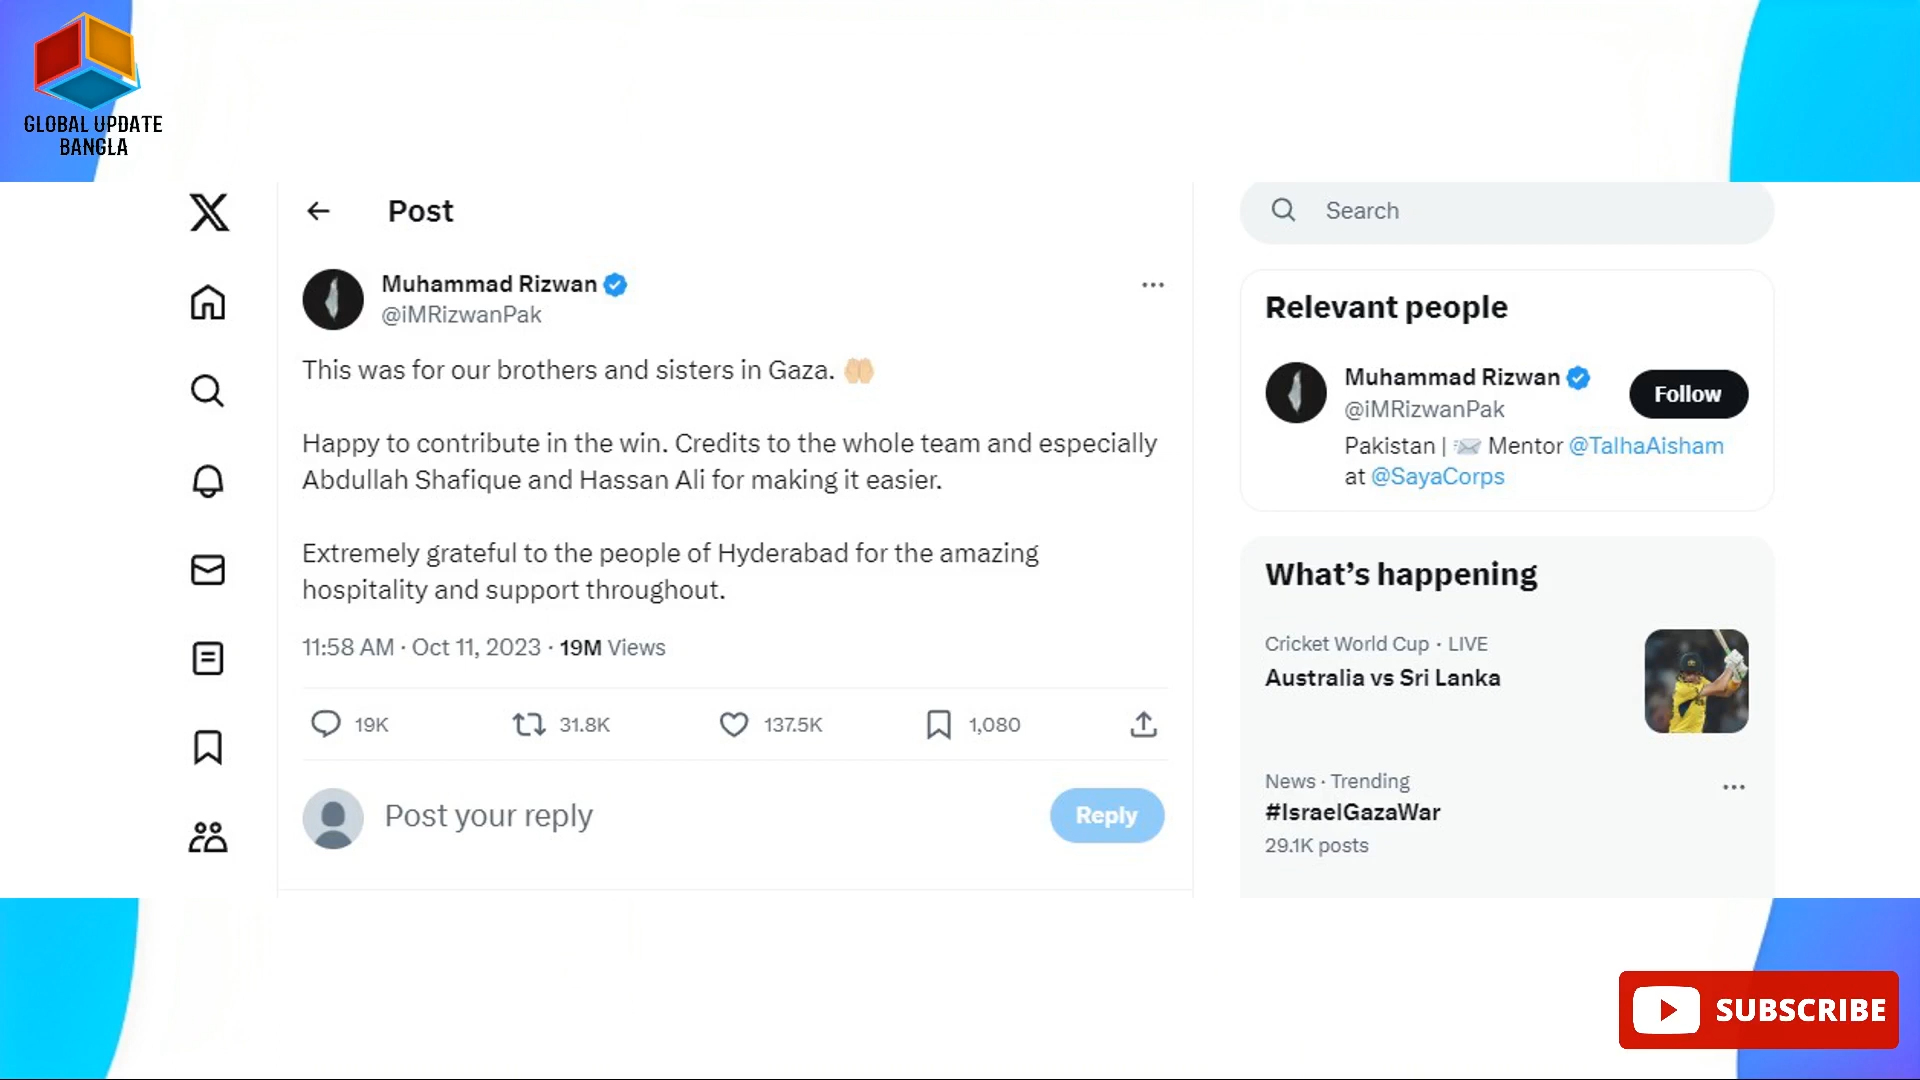 GLOBAL UPDATE
BANGLA
Post
Muhammad Rizwan
@iMRizwanPak
This was for our brothers and sisters in Gaza. 🤲🏼
Happy to contribute in the win. Credits to the whole team and especially
Abdullah Shafique and Hassan Ali for making it easier.
Extremely grateful to the people of Hyderabad for the amazing
hospitality and support throughout.
11:58 AM · Oct 11, 2023 · 19M Views
19K 31.8K 137.5K 1,080
Post your reply
Reply
Search
Relevant people
Muhammad Rizwan
@iMRizwanPak
Follow
Pakistan | 📨 Mentor @TalhaAisham
at @SayaCorps
What's happening
Cricket World Cup · LIVE
Australia vs Sri Lanka
News · Trending
#IsraelGazaWar
29.1K posts
SUBSCRIBE